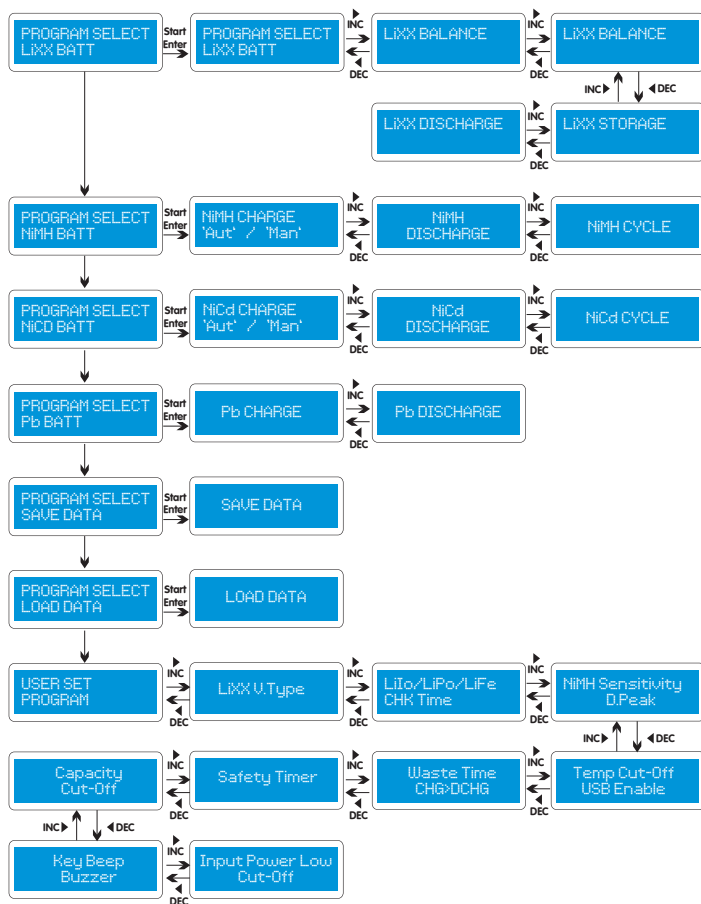 PROGRAM SELECT
LiXX BATT
Start
Enter
PROGRAM SELECT
LiXX BATT
INC
DEC
LiXX BALANCE
INC
DEC
LiXX BALANCE
INC
DEC
LiXX DISCHARGE
INC
DEC
LiXX STORAGE
PROGRAM SELECT
NiMH BATT
Start
Enter
NiMH CHARGE
'Aut' / 'Man'
INC
DEC
NiMH
DISCHARGE
INC
DEC
NiMH CYCLE
PROGRAM SELECT
NiCD BATT
Start
Enter
NiCd CHARGE
'Aut' / 'Man'
INC
DEC
NiCd
DISCHARGE
INC
DEC
NiCd CYCLE
PROGRAM SELECT
Pb BATT
Start
Enter
Pb CHARGE
INC
DEC
Pb DISCHARGE
PROGRAM SELECT
SAVE DATA
Start
Enter
SAVE DATA
PROGRAM SELECT
LOAD DATA
Start
Enter
LOAD DATA
USER SET
PROGRAM
INC
DEC
LiXX V.Type
INC
DEC
LiIo/LiPo/LiFe
CHK Time
INC
DEC
NiMH Sensitivity
D.Peak
INC
DEC
Capacity
Cut-Off
INC
DEC
Safety Timer
INC
DEC
Waste Time
CHG>DCHG
INC
DEC
Temp Cut-Off
USB Enable
INC
DEC
Key Beep
Buzzer
INC
DEC
Input Power Low
Cut-Off